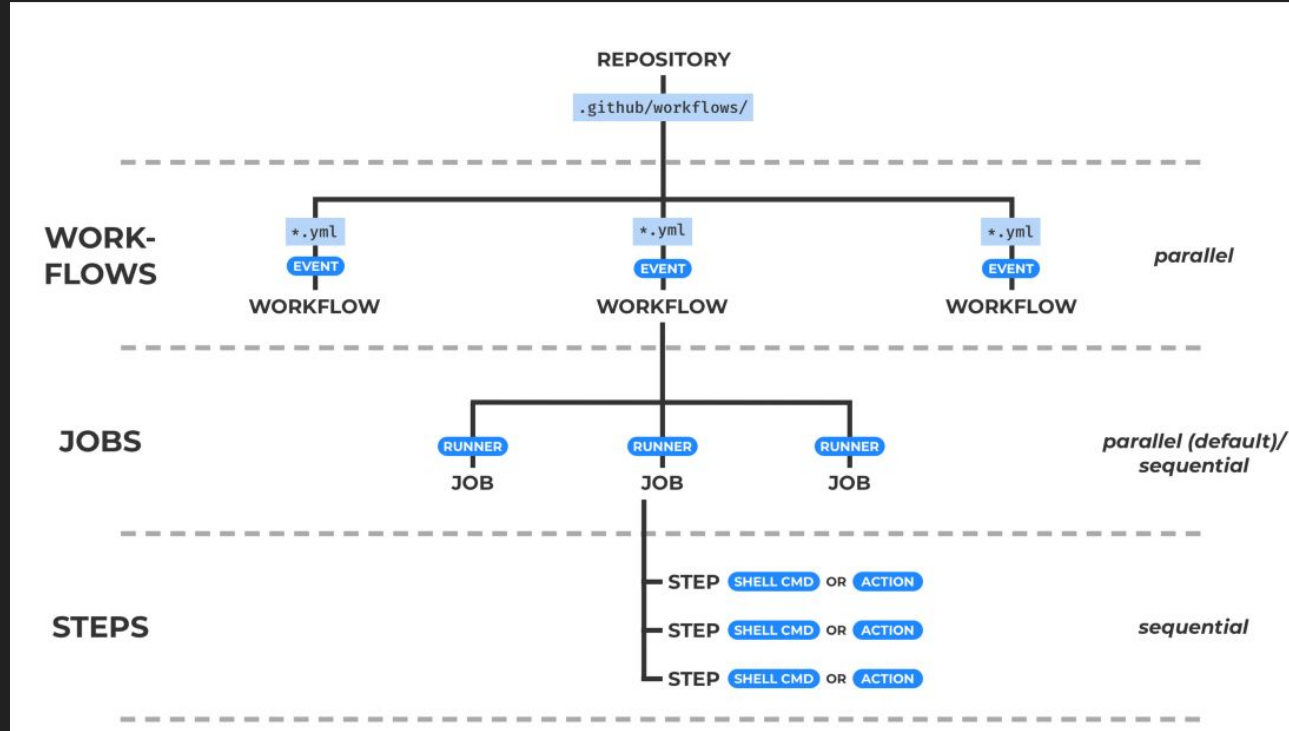 REPOSITORY
.github/workflows/
WORK-
FLOWS
*.yml *.yml *.yml
EVENT EVENT EVENT
WORKFLOW WORKFLOW WORKFLOW
parallel
JOBS
RUNNER RUNNER RUNNER
JOB JOB JOB
parallel (default)/
sequential
STEPS
STEP SHELL CMD OR ACTION
STEP SHELL CMD OR ACTION
STEP SHELL CMD OR ACTION
sequential